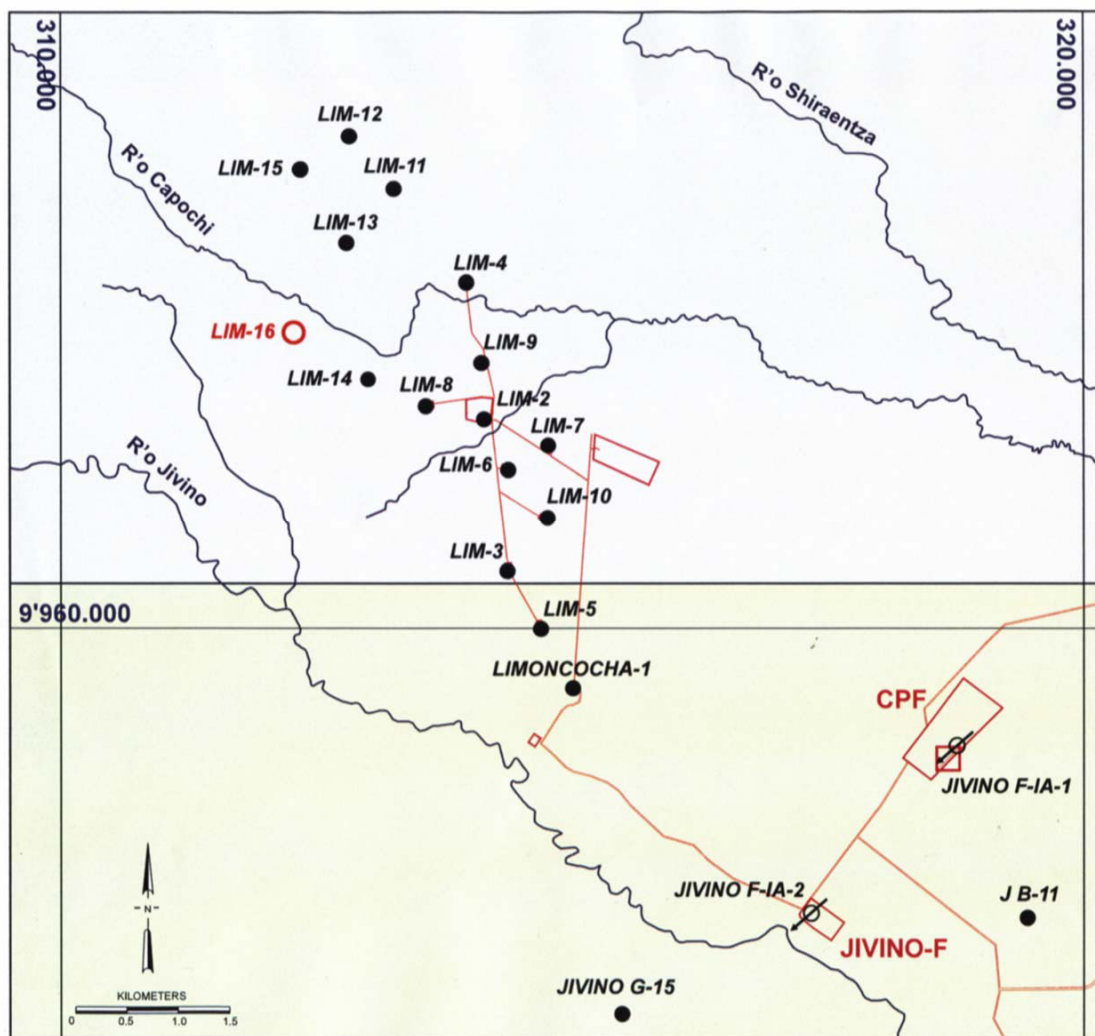 310.000
320.000
R'o Shiraentza
LIM-12
LIM-15
LIM-11
R'o Capochi
LIM-13
LIM-4
LIM-16
LIM-9
LIM-14
LIM-8
LIM-2
LIM-7
R'o Jivino
LIM-6
LIM-10
LIM-3
9'960.000
LIM-5
LIMONCOCHA-1
CPF
JIVINO F-IA-1
JIVINO F-IA-2
J B-11
JIVINO-F
N
JIVINO G-15
KILOMETERS
0 0.5 1.0 1.5